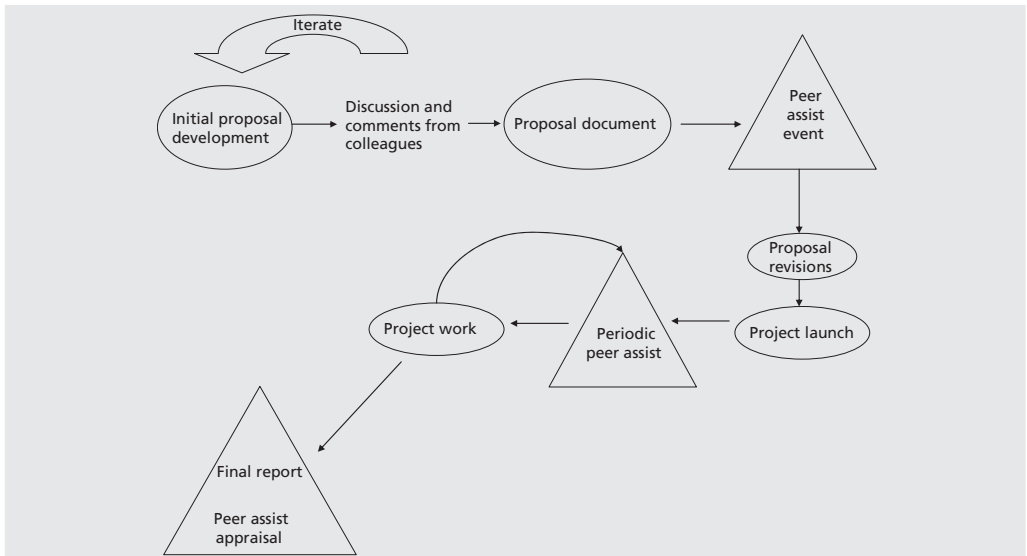 Iterate
Initial proposal
development
Discussion and
comments from
colleagues
Proposal document
Peer
assist
event
Proposal
revisions
Project launch
Periodic
peer assist
Project work
Final report
Peer assist
appraisal